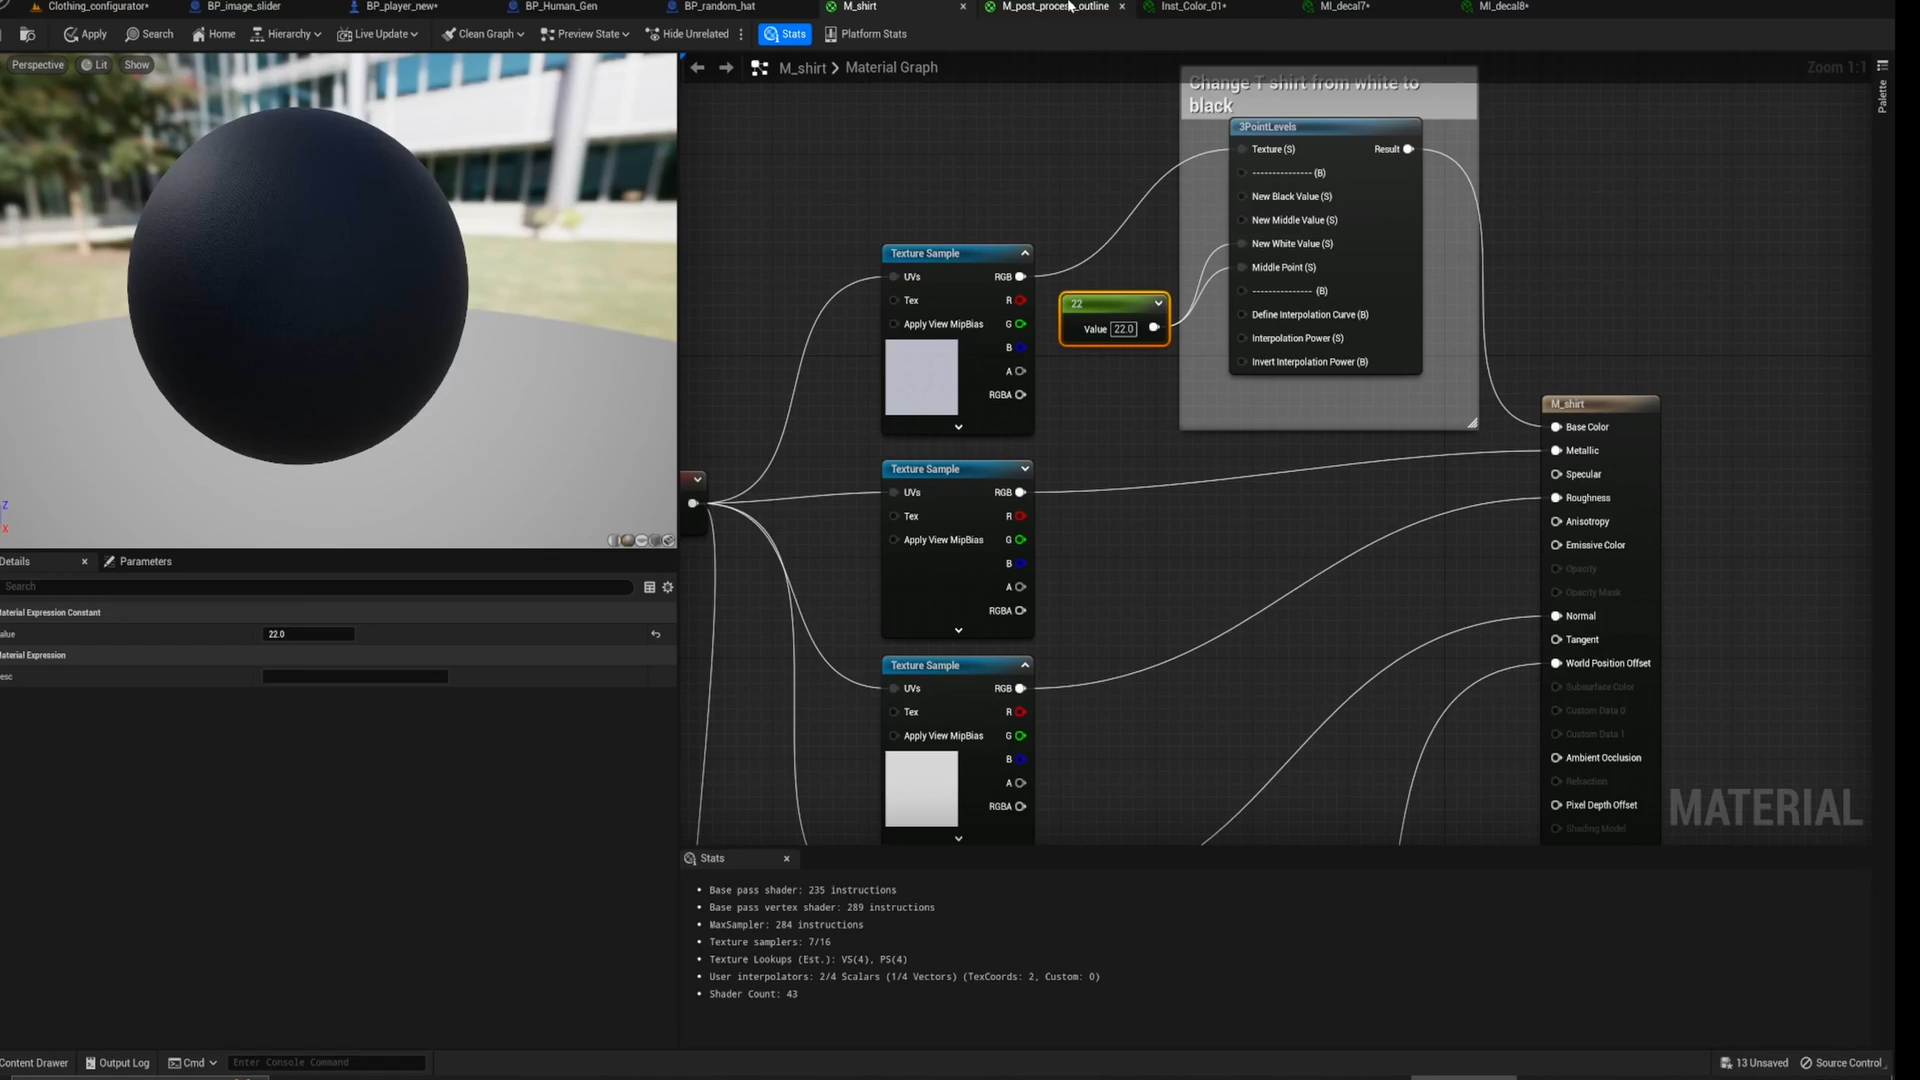 Clothing_configurator* BP_image_slider BP_player_new* BP_Human_Gen BP_random_hat M_shirt M_post_process_outline Inst_Color_01* MI_decal7* MI_decal8*
Apply Search Home Hierarchy Live Update Clean Graph Preview State Hide Unrelated Stats Platform Stats
Perspective Lit Show
M_shirt Material Graph Zoom 1:1
Palette
Change T shirt from white to
black
3PointLevels
Texture (S) Result
--------------- (B)
New Black Value (S)
New Middle Value (S)
New White Value (S)
Middle Point (S)
--------------- (B)
Define Interpolation Curve (B)
Interpolation Power (S)
Invert Interpolation Power (B)
Texture Sample
UVs RGB
Tex R
Apply View MipBias G
B
A
RGBA
22
Value 22.0
Texture Sample
UVs RGB
Tex R
Apply View MipBias G
B
A
RGBA
Texture Sample
UVs RGB
Tex R
Apply View MipBias G
B
A
RGBA
M_shirt
Base Color
Metallic
Specular
Roughness
Anisotropy
Emissive Color
Opacity
Opacity Mask
Normal
Tangent
World Position Offset
Subsurface Color
Custom Data 0
Custom Data 1
Ambient Occlusion
Refraction
Pixel Depth Offset
Shading Model
MATERIAL
Z
X
Details Parameters
Search
aterial Expression Constant
alue 22.0
aterial Expression
esc
Stats
• Base pass shader: 235 instructions
• Base pass vertex shader: 289 instructions
• MaxSampler: 284 instructions
• Texture samplers: 7/16
• Texture Lookups (Est.): VS(4), PS(4)
• User interpolators: 2/4 Scalars (1/4 Vectors) (TexCoords: 2, Custom: 0)
• Shader Count: 43
Content Drawer Output Log Cmd Enter Console Command 13 Unsaved Source Control